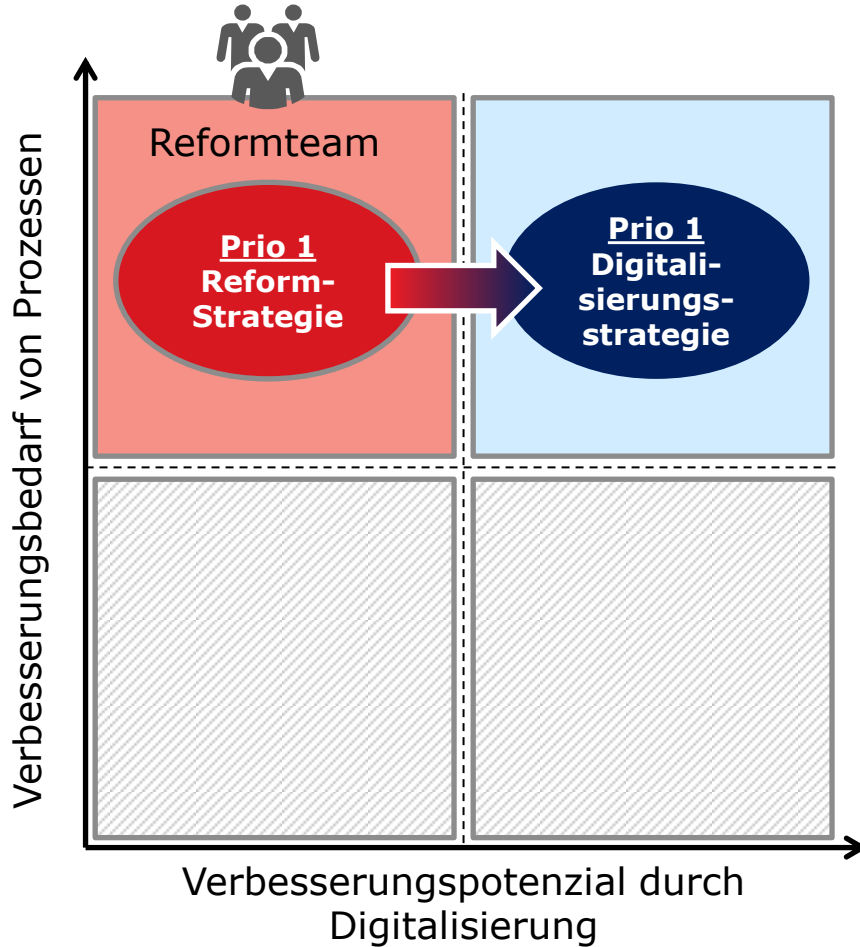 Reformteam
Prio 1
Reform-
Strategie
Prio 1
Digitali-
sierungs-
strategie
Verbesserungsbedarf von Prozessen
Verbesserungspotenzial durch
Digitalisierung